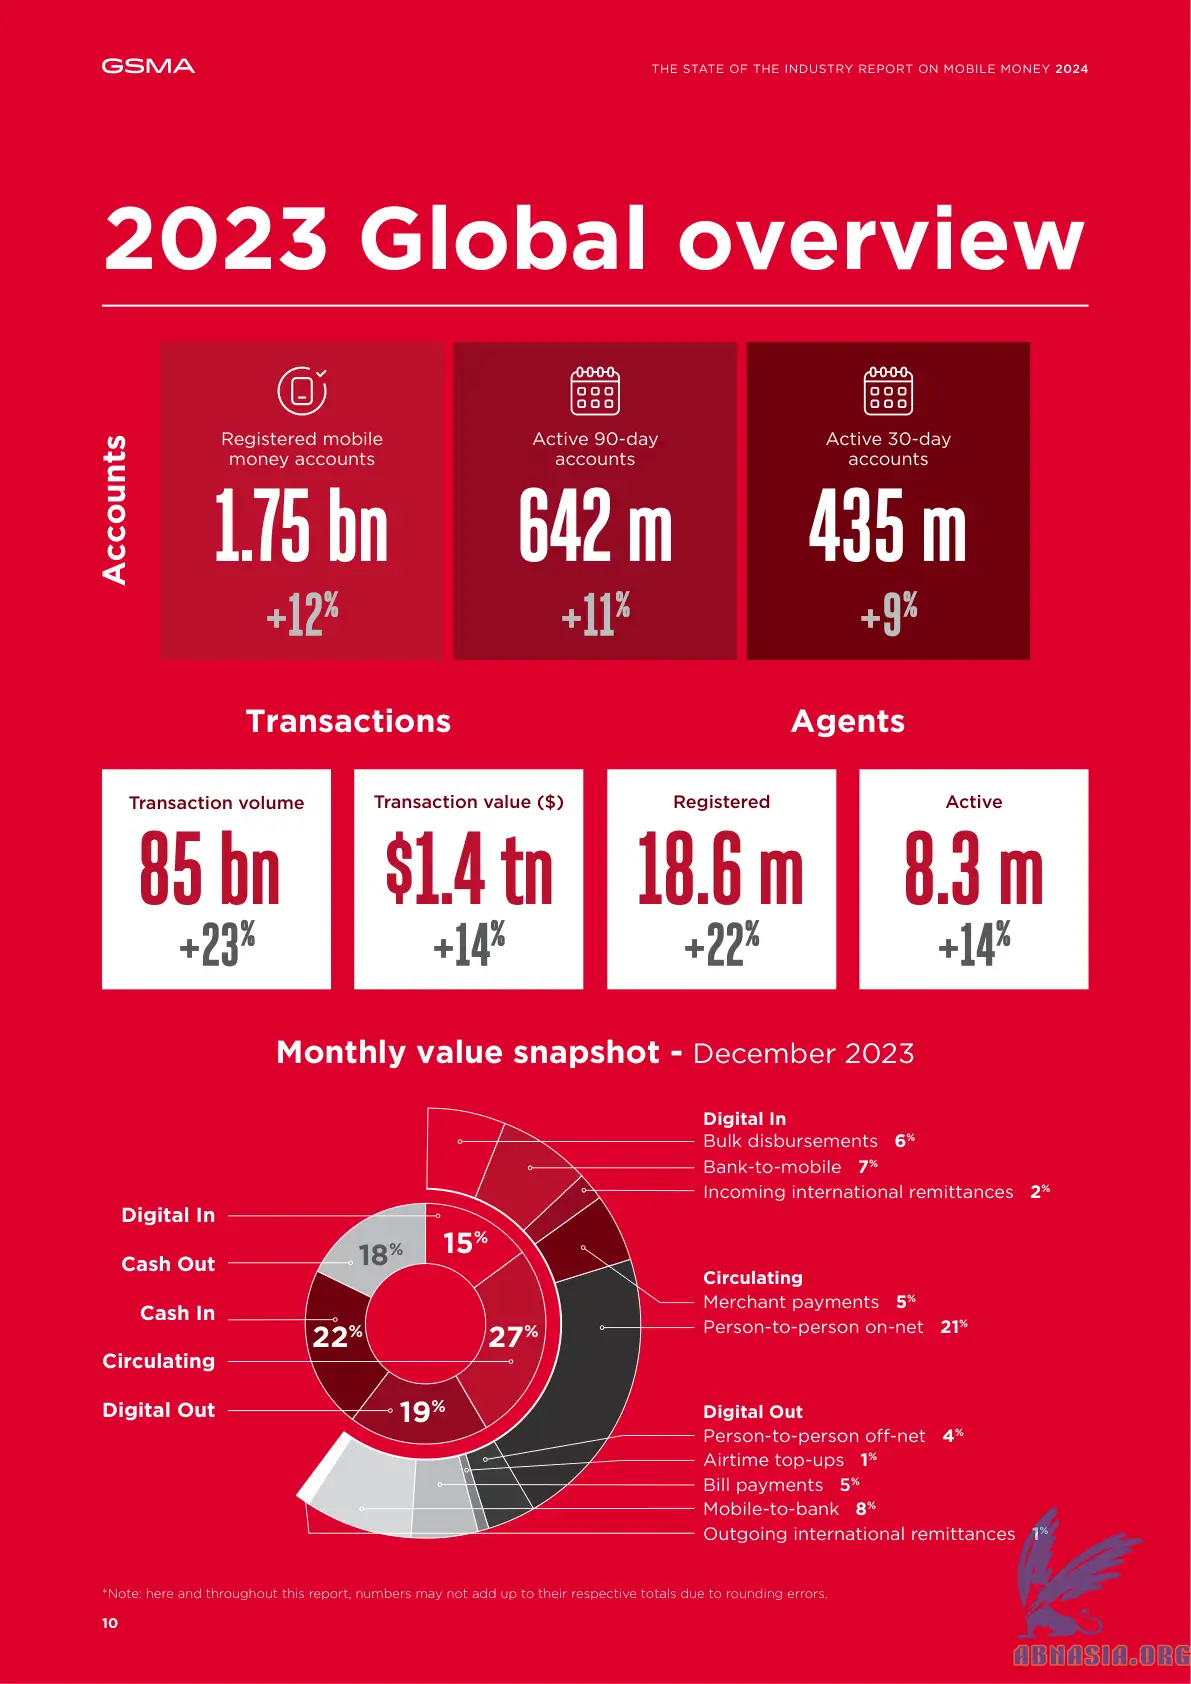 GSMA
THE STATE OF THE INDUSTRY REPORT ON MOBILE MONEY 2024
2023 Global overview
Accounts
Registered mobile
money accounts
1.75 bn
+12%
Active 90-day
accounts
642 m
+11%
Active 30-day
accounts
435 m
+9%
Transactions
Agents
Transaction volume
85 bn
+23%
Transaction value ($)
$1.4 tn
+14%
Registered
18.6 m
+22%
Active
8.3 m
+14%
Monthly value snapshot - December 2023
Digital In
Cash Out
Cash In
Circulating
Digital Out
18%
15%
22%
27%
19%
Digital In
Bulk disbursements 6%
Bank-to-mobile 7%
Incoming international remittances 2%
Circulating
Merchant payments 5%
Person-to-person on-net 21%
Digital Out
Person-to-person off-net 4%
Airtime top-ups 1%
Bill payments 5%
Mobile-to-bank 8%
Outgoing international remittances 1%
*Note: here and throughout this report, numbers may not add up to their respective totals due to rounding errors.
10
ABNASIA.ORG